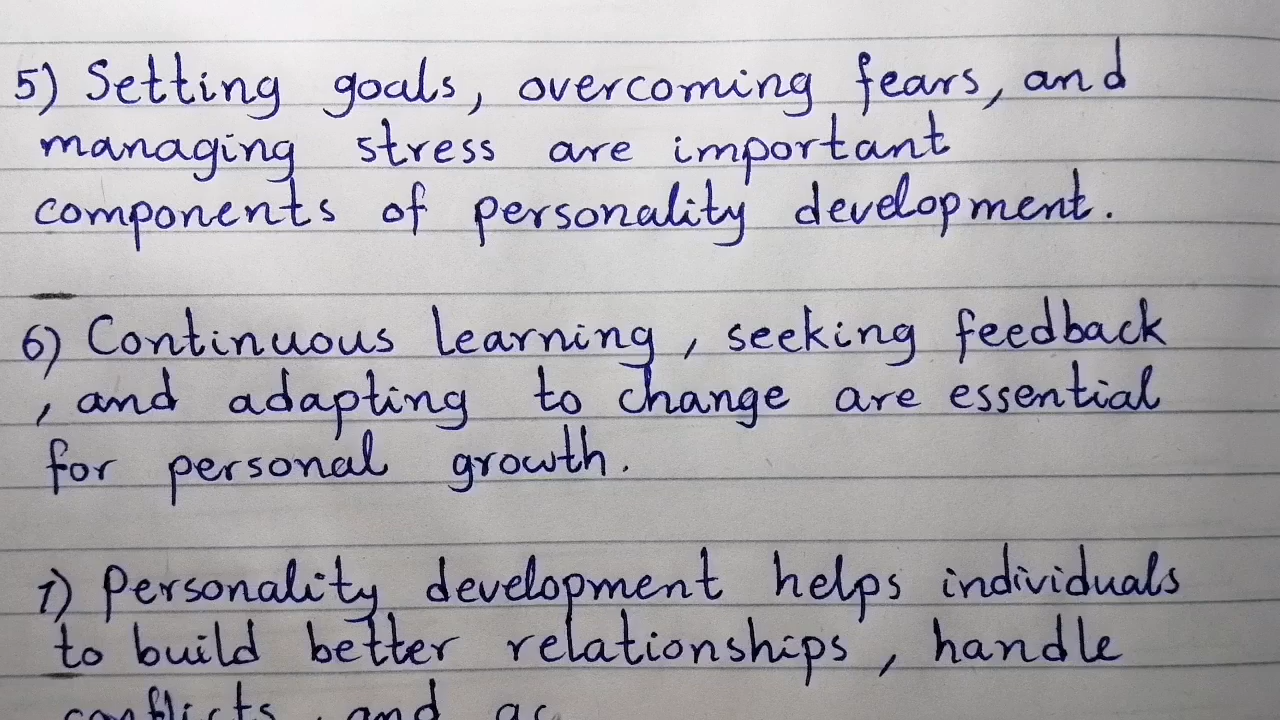 5) Setting goals, overcoming fears, and
managing stress are important
components of personality development.
6) Continuous learning, seeking feedback
, and adapting to change are essential
for personal growth.
7) Personality development helps individuals
to build better relationships, handle
conflicts, and